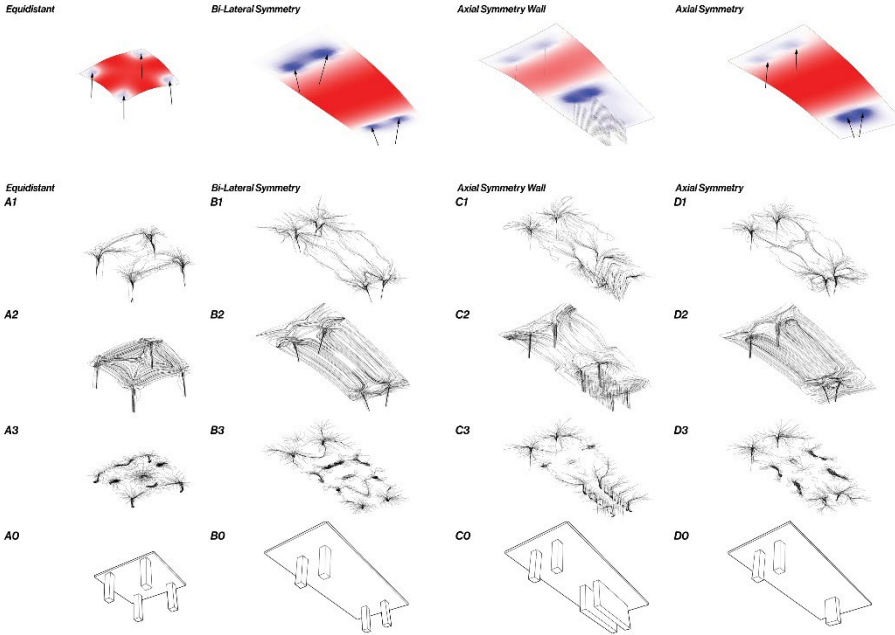 Equidistant Bi-Lateral Symmetry Axial Symmetry Wall Axial Symmetry
Equidistant Bi-Lateral Symmetry Axial Symmetry Wall Axial Symmetry
A1 B1 C1 D1
A2 B2 C2 D2
A3 B3 C3 D3
A0 B0 C0 D0